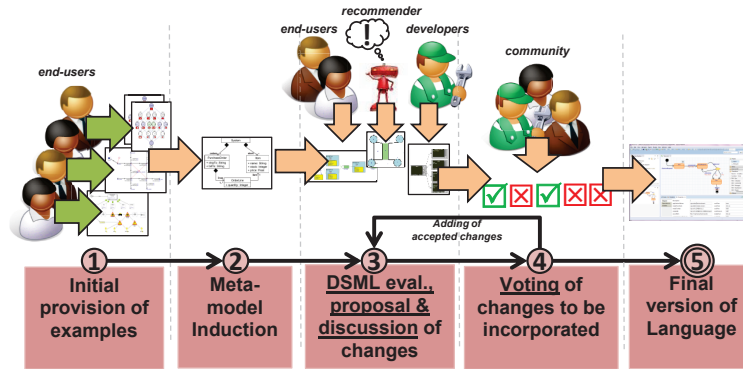 recommender
end-users
developers
community
end-users
Adding of
accepted changes
1
2
3
4
5
Initial
provision of
examples
Meta-
model
Induction
DSML eval.,
proposal &
discussion of
changes
Voting of
changes to be
incorporated
Final
version of
Language